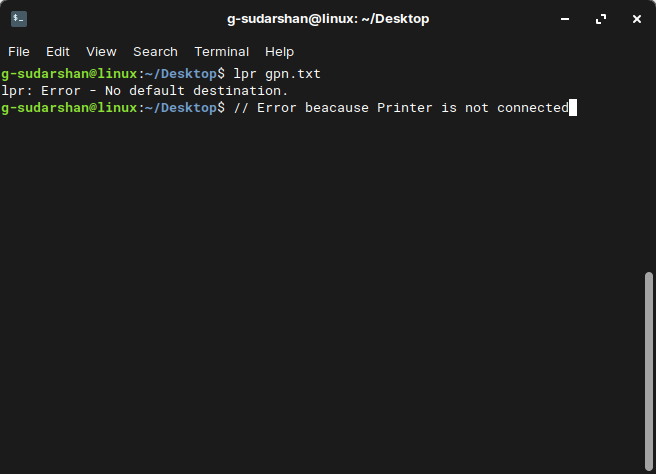 $_
g-sudarshan@linux: ~/Desktop
File Edit View Search Terminal Help
g-sudarshan@linux:~/Desktop$ lpr gpn.txt
lpr: Error - No default destination.
g-sudarshan@linux:~/Desktop$ // Error beacause Printer is not connected